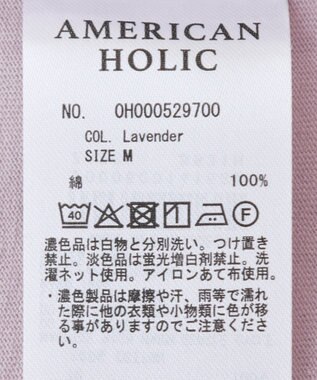 AMERICAN
HOLIC
NO. OH000529700
COL. Lavender
SIZE M
綿 100%
40 F
濃色品は白物と分別洗い。つけ置き
禁止。淡色品は蛍光増白剤禁止。洗
濯ネット使用。アイロンあて布使用。
・濃色製品は摩擦や汗、雨等で濡れ
た際に他の衣類や小物類に色が移
る事がありますのでご注意くださ
い。